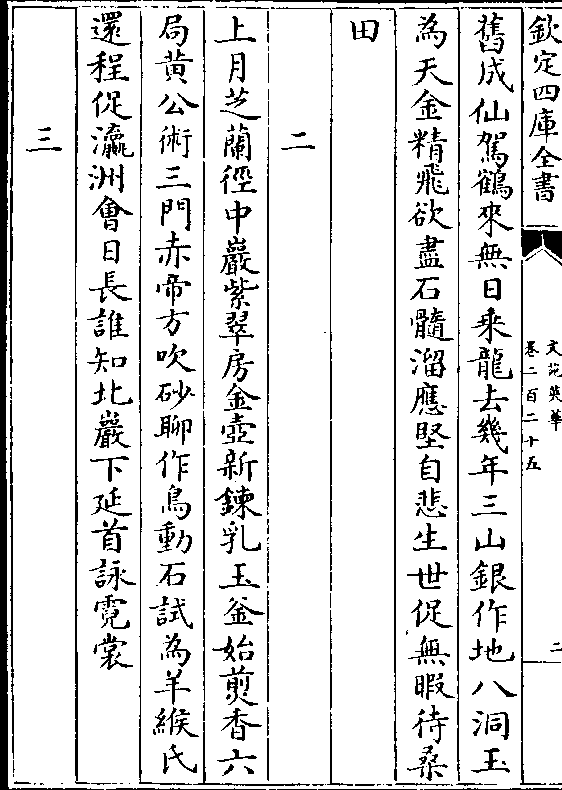 欽定四庫全書
文苑英華
卷二百二十五
二
舊成仙駕鶴來無日乘龍去幾年三山銀作地八洞玉
為天金精飛欲盡石髓溜應堅自悲生世促無暇待桑
田
二
上月芝蘭徑中巖紫翠房金壺新鍊乳玉釜始煎香六
局黃公術三門赤帝方吹砂聊作鳥動石試為羊緱氏
還程促瀛洲會日長誰知北巖下延首詠霓裳
三